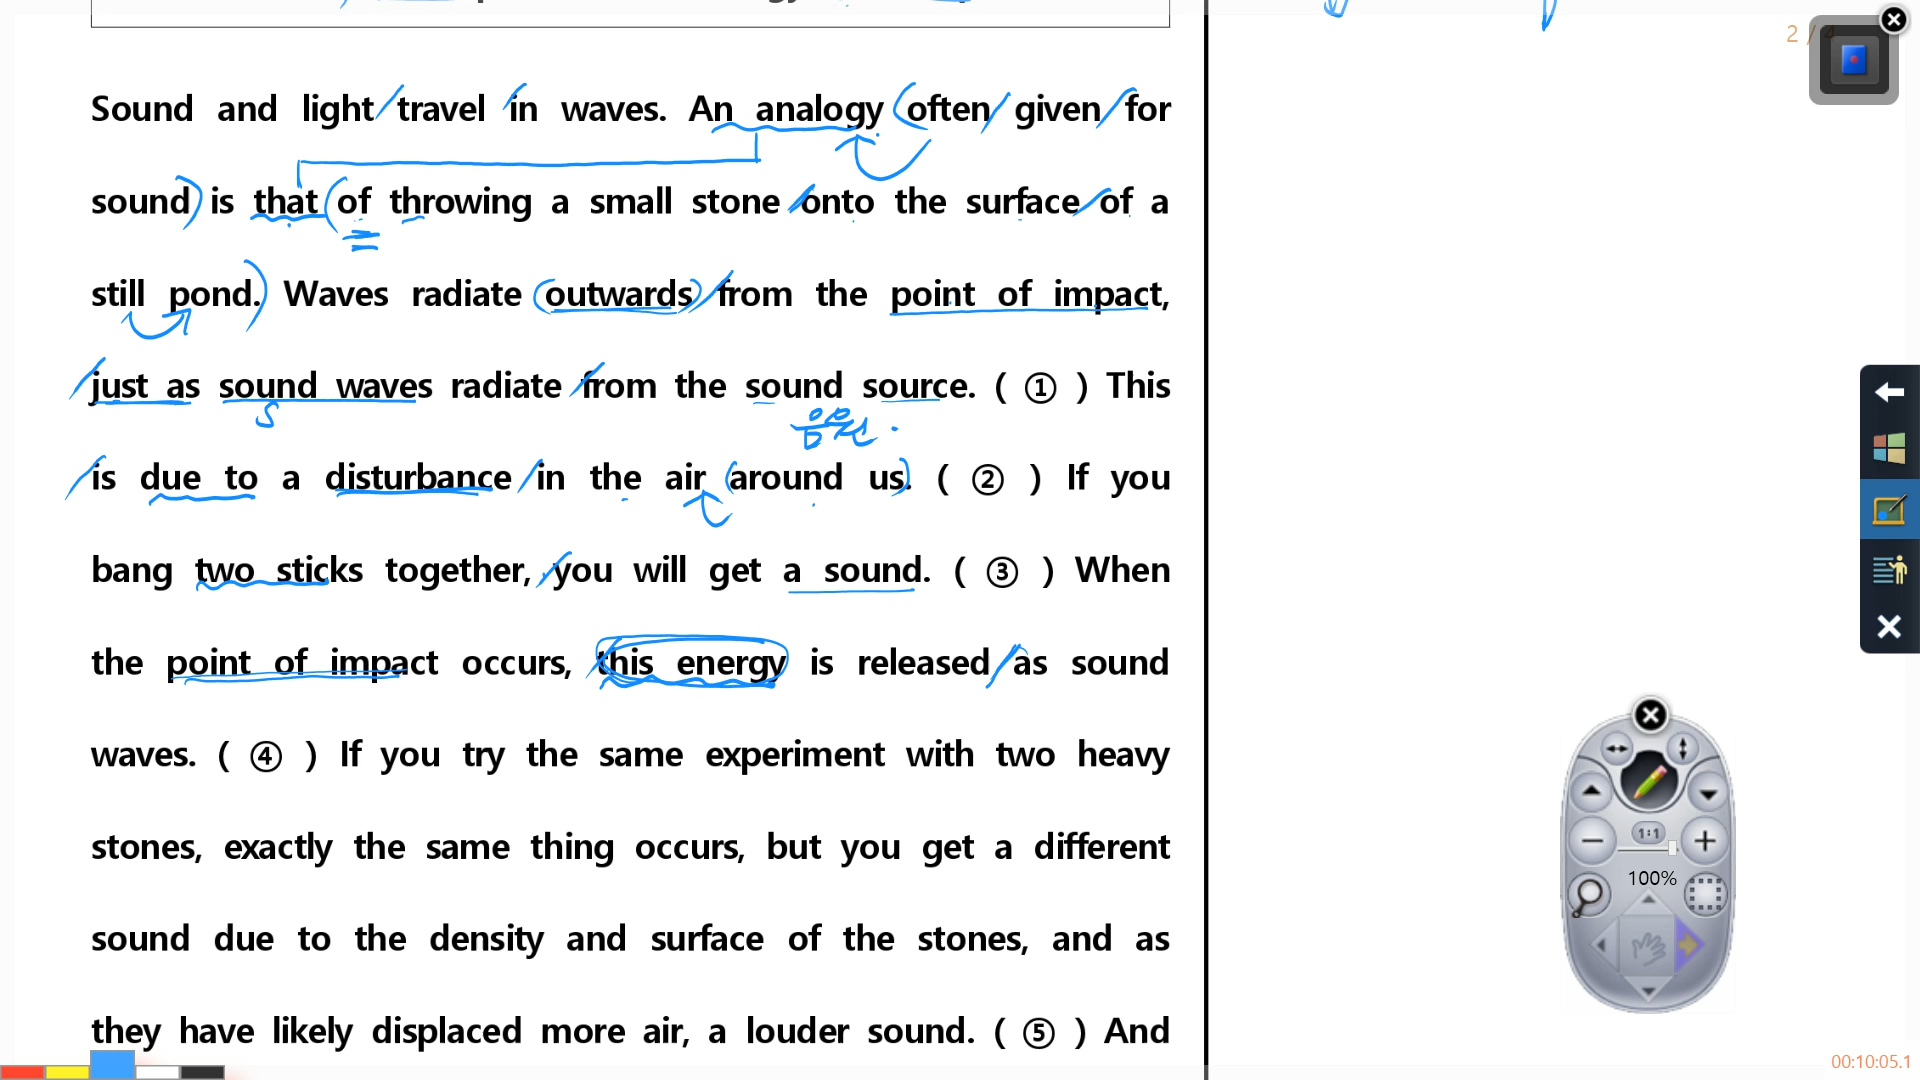 2 / 4
Sound and light travel in waves. An analogy often given for
sound is that of throwing a small stone onto the surface of a
still pond. Waves radiate outwards from the point of impact,
just as sound waves radiate from the sound source. ( ① ) This
S
음원
is due to a disturbance in the air around us. ( ② ) If you
bang two sticks together, you will get a sound. ( ③ ) When
the point of impact occurs, this energy is released as sound
waves. ( ④ ) If you try the same experiment with two heavy
stones, exactly the same thing occurs, but you get a different
sound due to the density and surface of the stones, and as
they have likely displaced more air, a louder sound. ( ⑤ ) And
1:1
100%
00:10:05.1